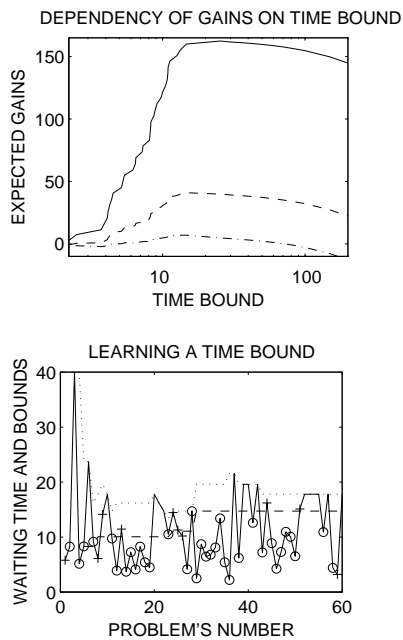 DEPENDENCY OF GAINS ON TIME BOUND
150
100
50
0
EXPECTED GAINS
10
100
TIME BOUND
LEARNING A TIME BOUND
40
30
20
10
0
WAITING TIME AND BOUNDS
0
20
40
60
PROBLEM'S NUMBER